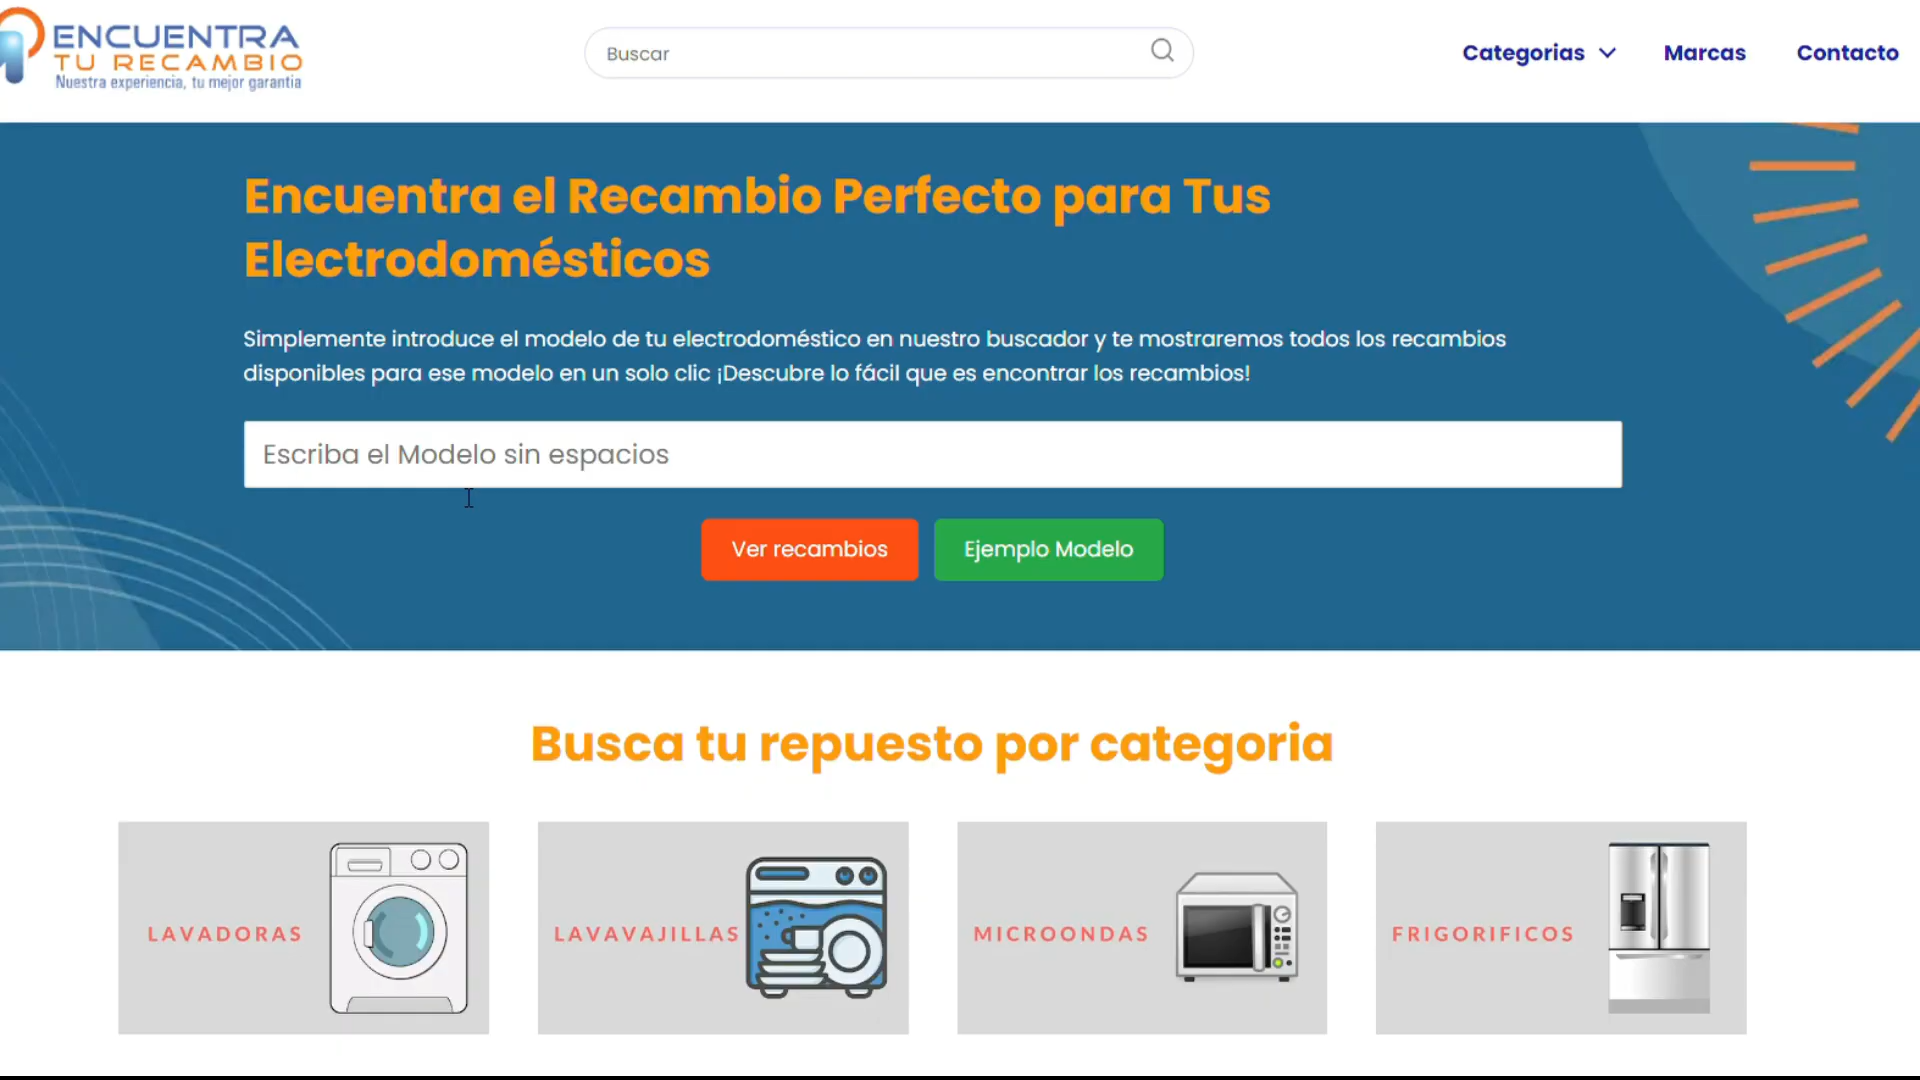 ENCUENTRA
TU RECAMBIO
Nuestra experiencia, tu mejor garantia
Buscar
Categorias
Marcas
Contacto
Encuentra el Recambio Perfecto para Tus
Electrodomésticos
Simplemente introduce el modelo de tu electrodoméstico en nuestro buscador y te mostraremos todos los recambios
disponibles para ese modelo en un solo clic ¡Descubre lo fácil que es encontrar los recambios!
Escriba el Modelo sin espacios
Ver recambios
Ejemplo Modelo
Busca tu repuesto por categoria
LAVADORAS
LAVAVAJILLAS
MICROONDAS
FRIGORIFICOS